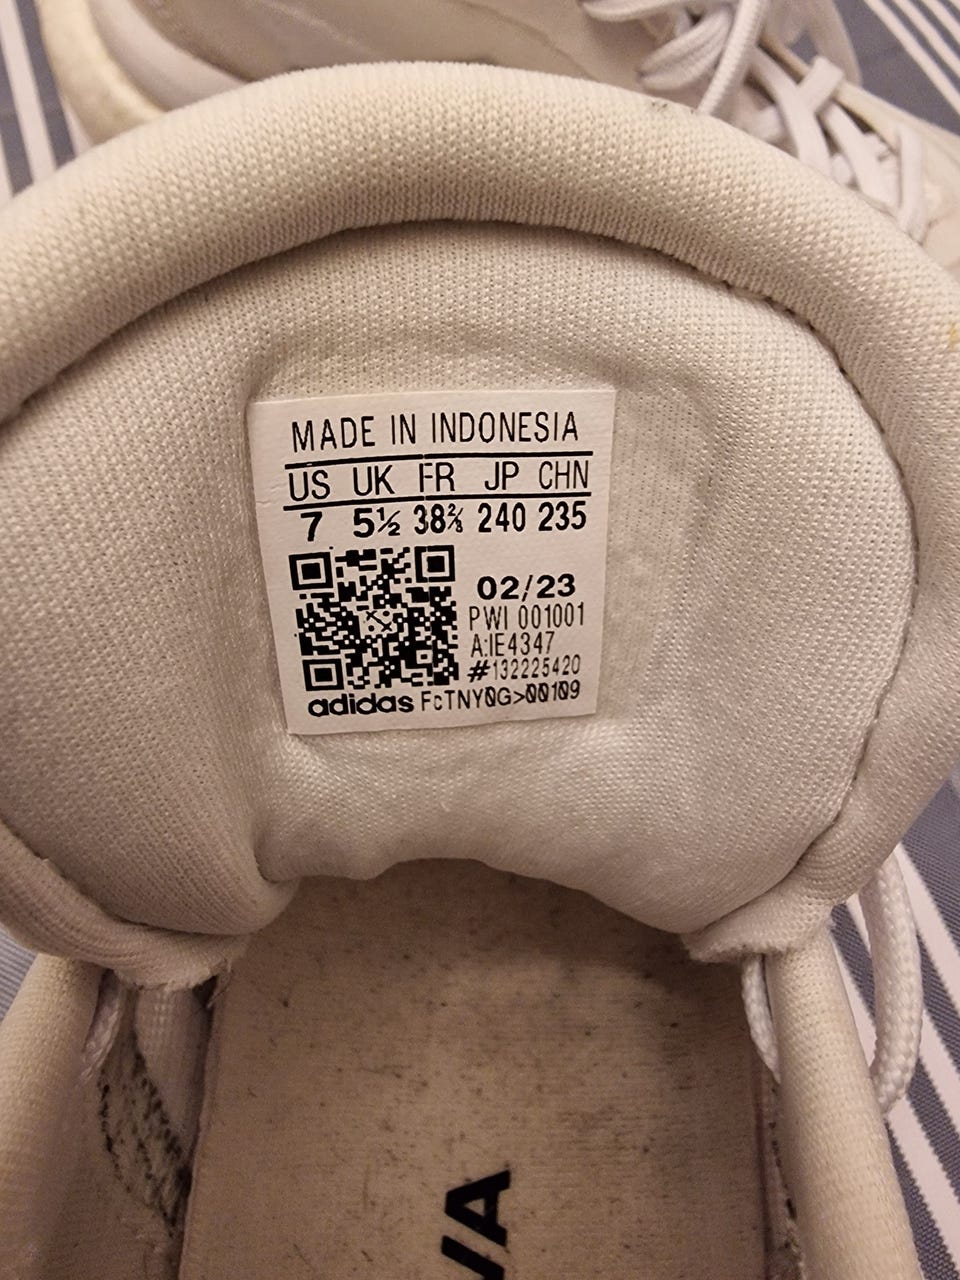 MADE IN INDONESIA
US UK FR JP CHN
7 5½ 38⅔ 240 235
02/23
PWI 001001
A:IE4347
#132225420
adidas FcTNY0G>00109
VA